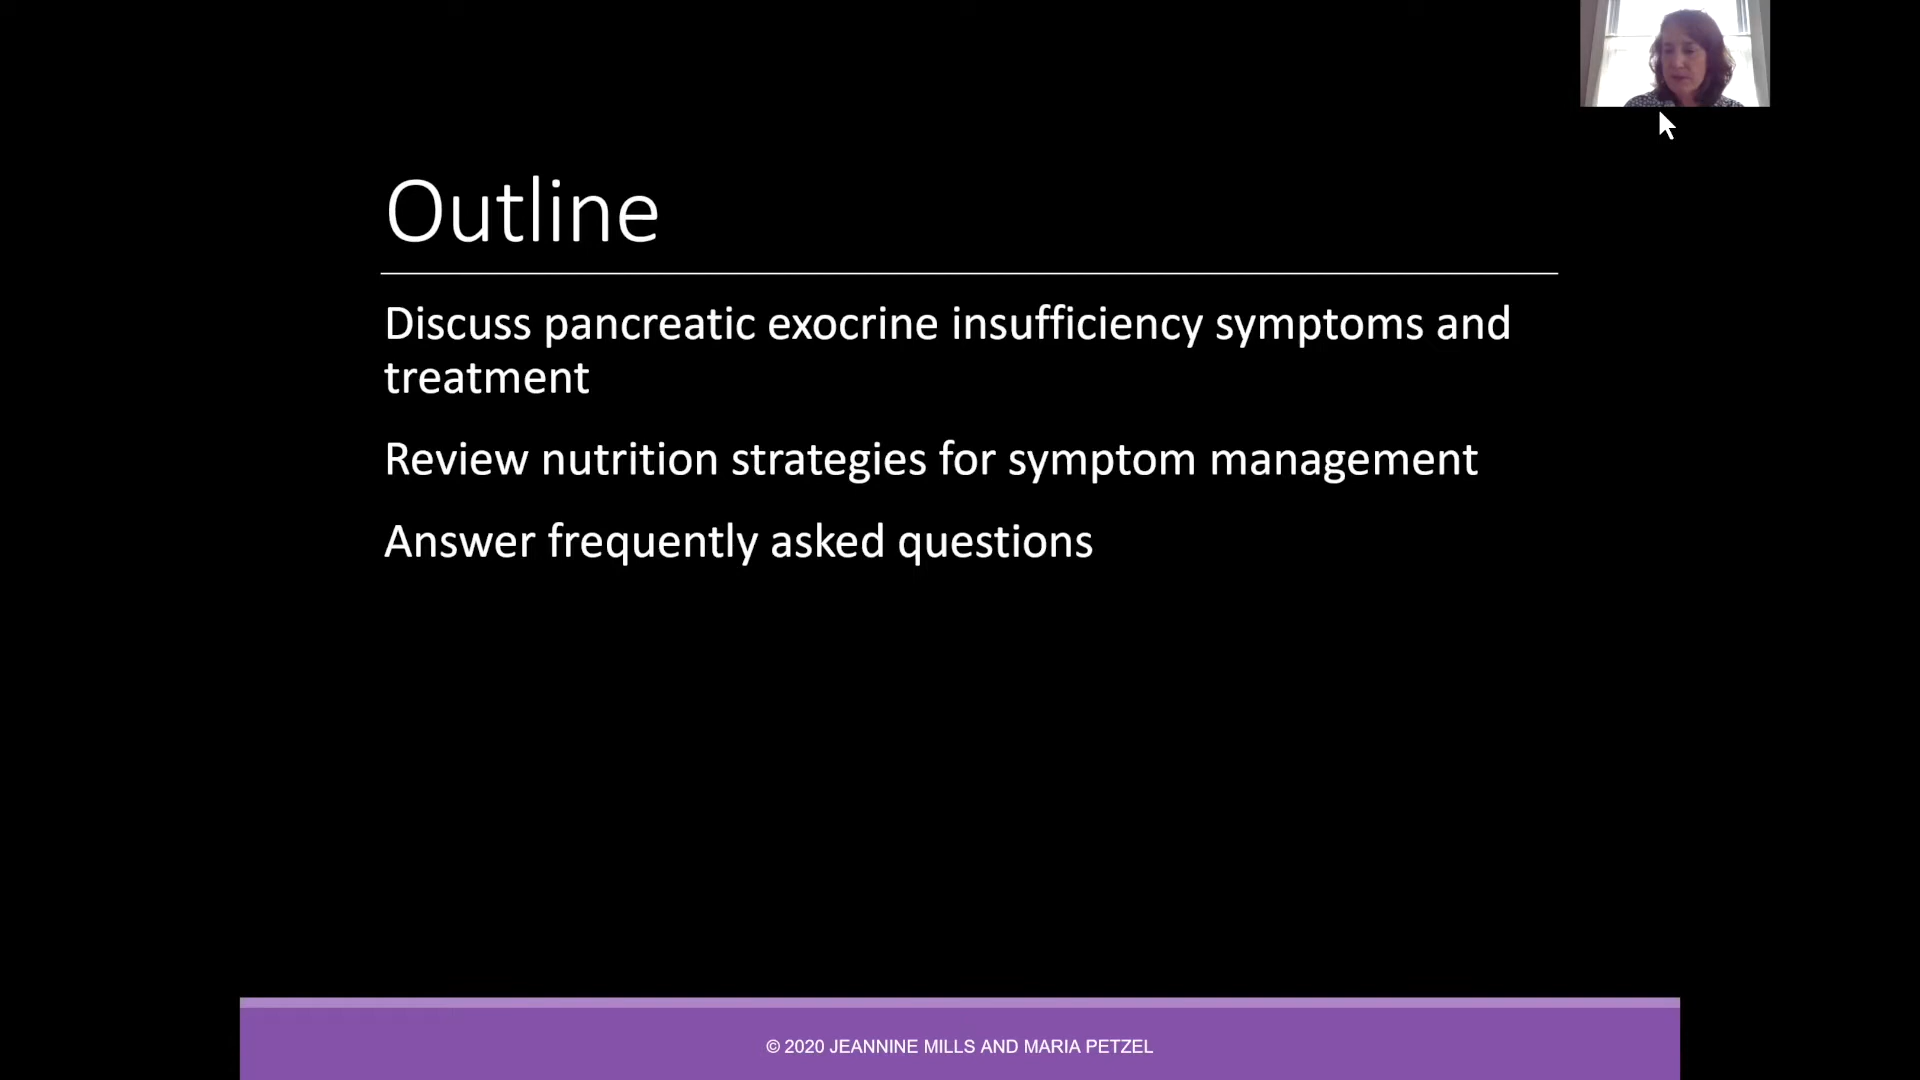 Outline
Discuss pancreatic exocrine insufficiency symptoms and
treatment
Review nutrition strategies for symptom management
Answer frequently asked questions
© 2020 JEANNINE MILLS AND MARIA PETZEL